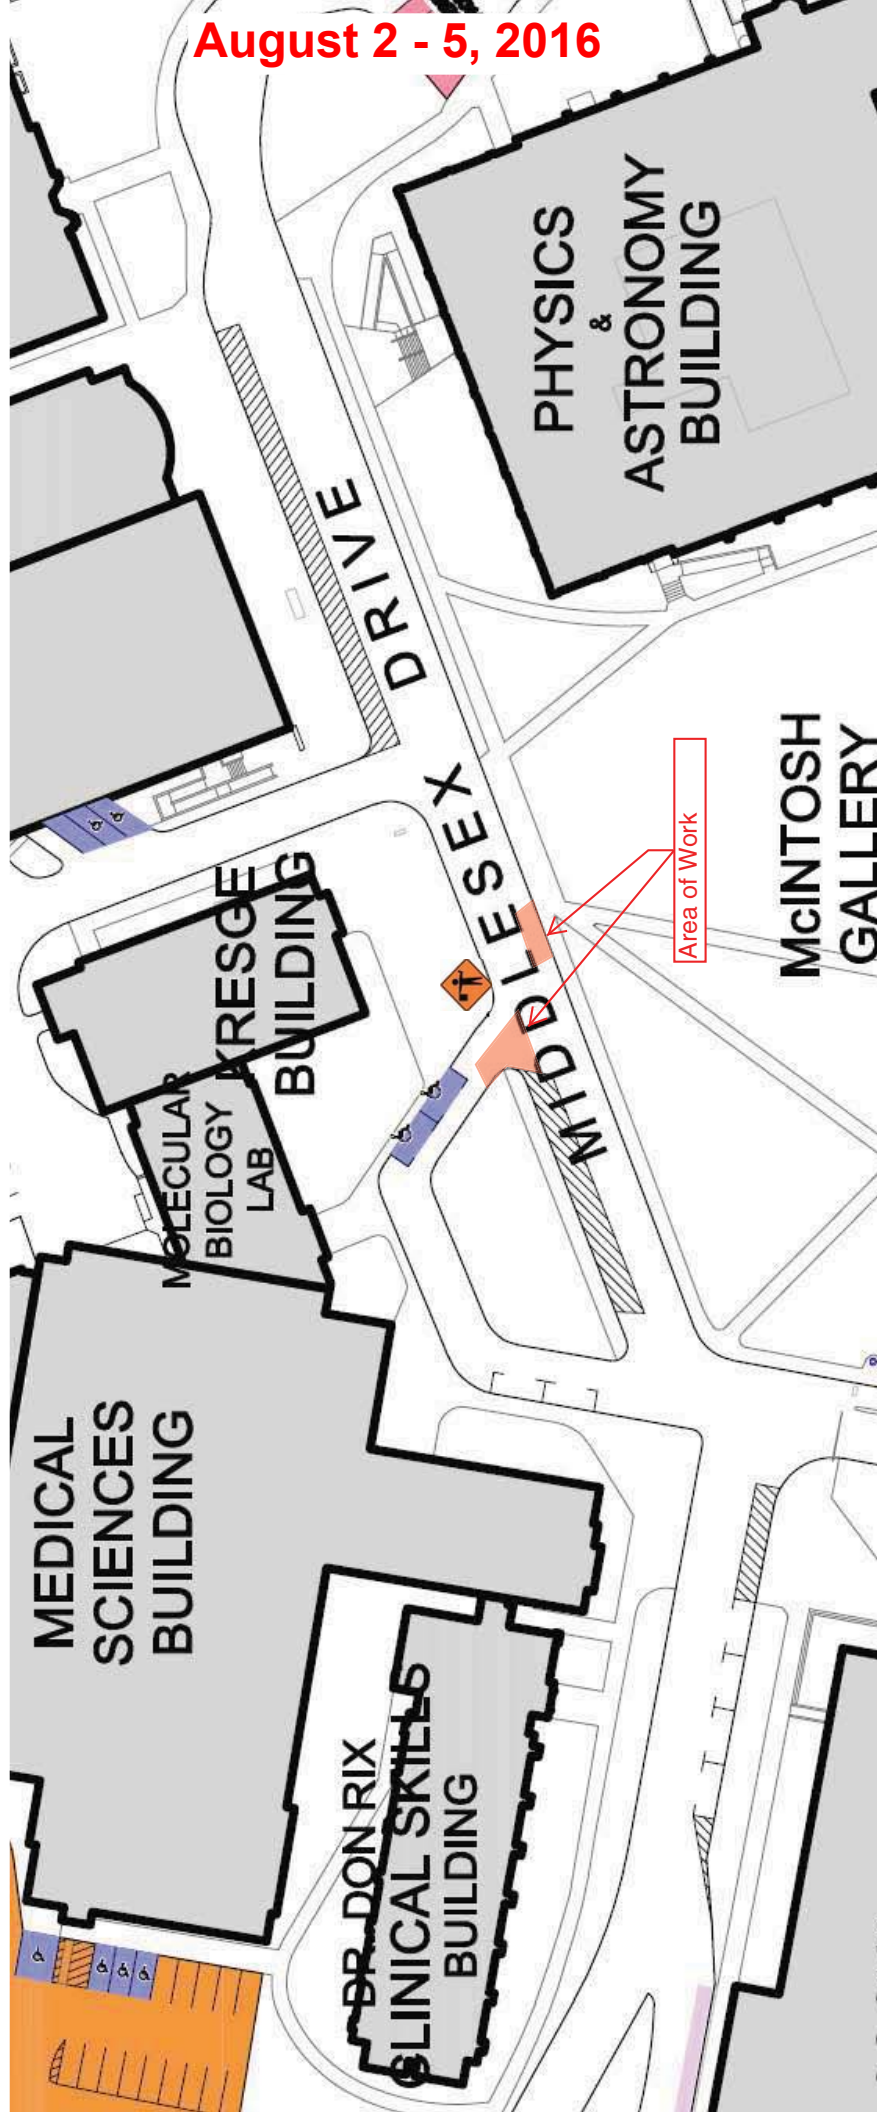 August 2 - 5, 2016
PHYSICS
&
ASTRONOMY
BUILDING
MIDDLESEX DRIVE
Area of Work
McINTOSH
GALLERY
KRESGE
BUILDING
MOLECULAR
BIOLOGY
LAB
MEDICAL
SCIENCES
BUILDING
DR. DON RIX
CLINICAL SKILLS
BUILDING